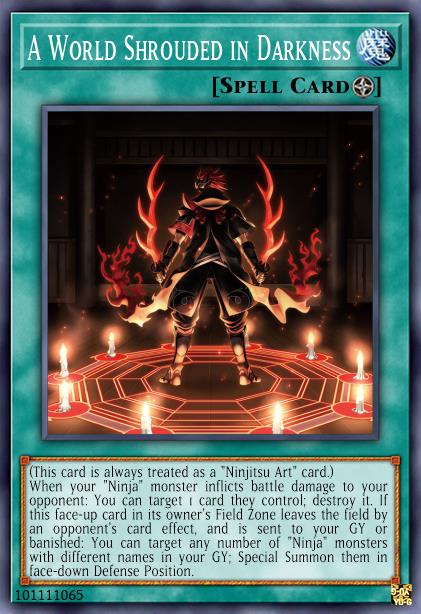 A WORLD SHROUDED IN DARKNESS 魔
[SPELL CARD]
(This card is always treated as a "Ninjitsu Art" card.)
When your "Ninja" monster inflicts battle damage to your
opponent: You can target 1 card they control; destroy it. If
this face-up card in its owner's Field Zone leaves the field by
an opponent's card effect, and is sent to your GY or
banished: You can target any number of "Ninja" monsters
with different names in your GY; Special Summon them in
face-down Defense Position.
101111065